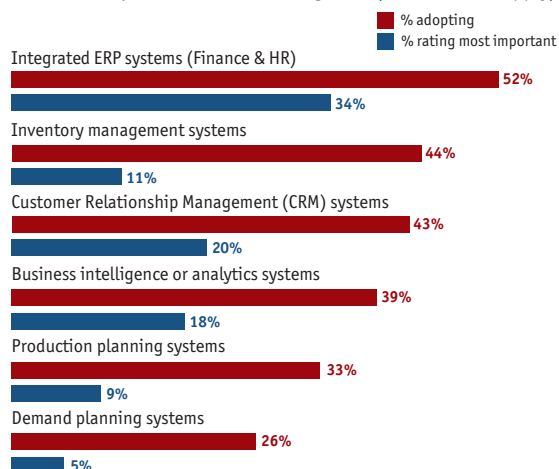 % adopting
% rating most important
Integrated ERP systems (Finance & HR)
52%
34%
Inventory management systems
44%
11%
Customer Relationship Management (CRM) systems
43%
20%
Business intelligence or analytics systems
39%
18%
Production planning systems
33%
9%
Demand planning systems
26%
5%